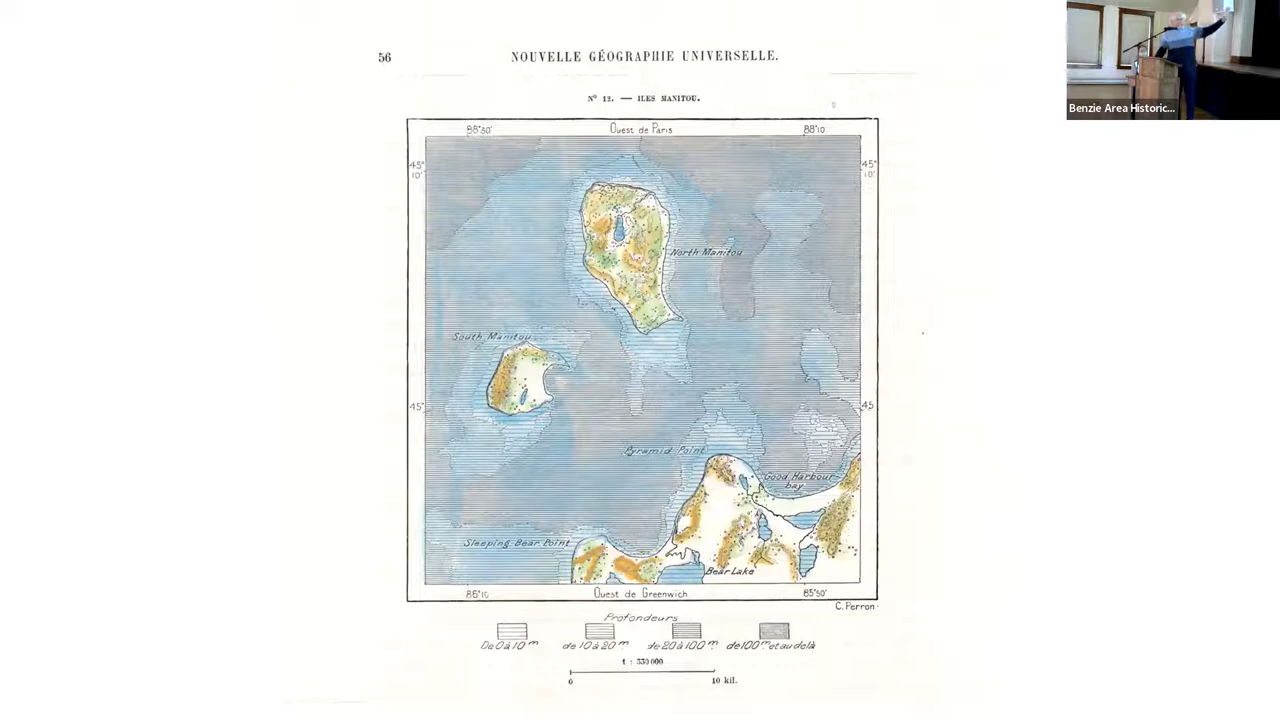 56
NOUVELLE GÉOGRAPHIE UNIVERSELLE.
Nº 12. — ILES MANITOU.
Benzie Area Historic...
88°30'
Ouest de Paris
88°10
45°
10'
45°
10'
North Manitou
South Manitou
45°
45
Pyramid Point
Good Harbour
bay
Sleeping Bear Point
Bear Lake
86°10
Ouest de Greenwich
85°50'
C. Perron.
Profondeurs
De 0 à 10 m
de 10 à 20 m
de 20 à 100 m
de 100 m et au delà
1 : 330 000
0
10 kil.